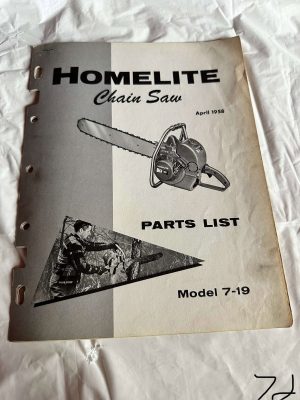 HOMELITE
Chain Saw
April 1958
PARTS LIST
Model 7-19